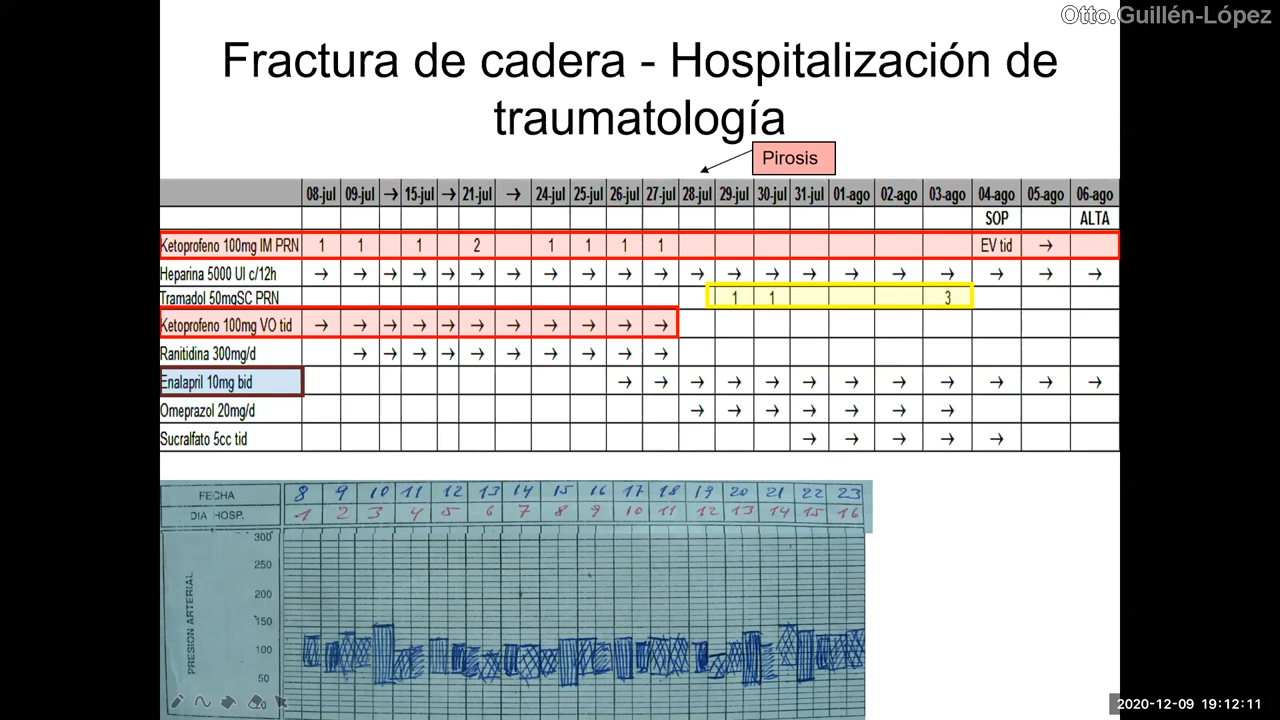 Otto.Guillén-López
Fractura de cadera - Hospitalización de
traumatología
Pirosis
08-jul 09-jul → 15-jul → 21-jul → 24-jul 25-jul 26-jul 27-jul 28-jul 29-jul 30-jul 31-jul 01-ago 02-ago 03-ago 04-ago 05-ago 06-ago
SOP ALTA
Ketoprofeno 100mg IM PRN 1 1 1 2 1 1 1 1 EV tid →
Heparina 5000 UI c/12h → → → → → → → → → → → → → → → → → → → →
Tramadol 50mgSC PRN 1 1 3
Ketoprofeno 100mg VO tid → → → → → → → → → → →
Ranitidina 300mg/d → → → → → → → → → →
Enalapril 10mg bid → → → → → → → → → → → →
Omeprazol 20mg/d → → → → → → →
Sucralfato 5cc tid → → → → →
FECHA 8 9 10 11 12 13 14 15 16 17 18 19 20 21 22 23
DIA HOSP. 1 2 3 4 5 6 7 8 9 10 11 12 13 14 15 16
PRESION ARTERIAL
300
250
200
150
100
50
2020-12-09 19:12:11